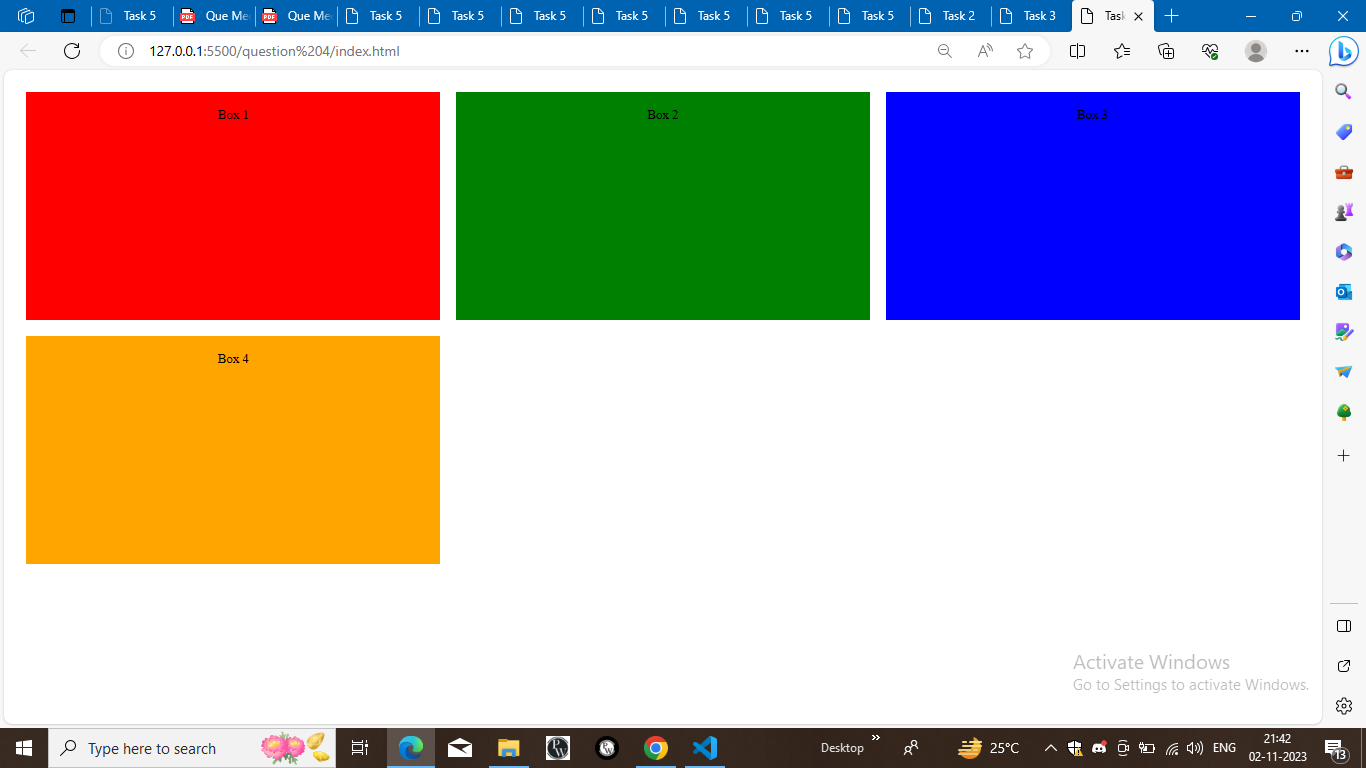 Task 5
Que Me
Que Me
Task 5
Task 5
Task 5
Task 5
Task 5
Task 5
Task 5
Task 2
Task 3
Task
127.0.0.1:5500/question%204/index.html
Box 1
Box 2
Box 3
Box 4
Activate Windows
Go to Settings to activate Windows.
Type here to search
Desktop
25°C
ENG
21:42
02-11-2023
13